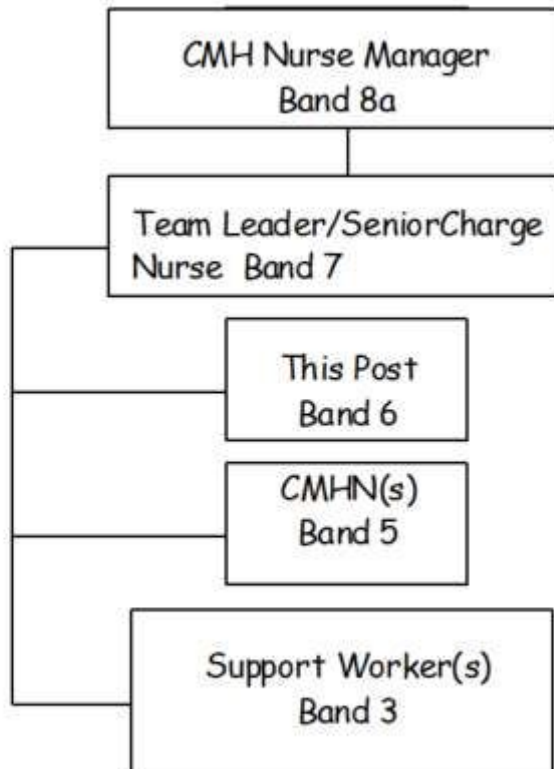 CMH Nurse Manager
Band 8a
Team Leader/SeniorCharge
Nurse Band 7
This Post
Band 6
CMHN(s)
Band 5
Support Worker(s)
Band 3